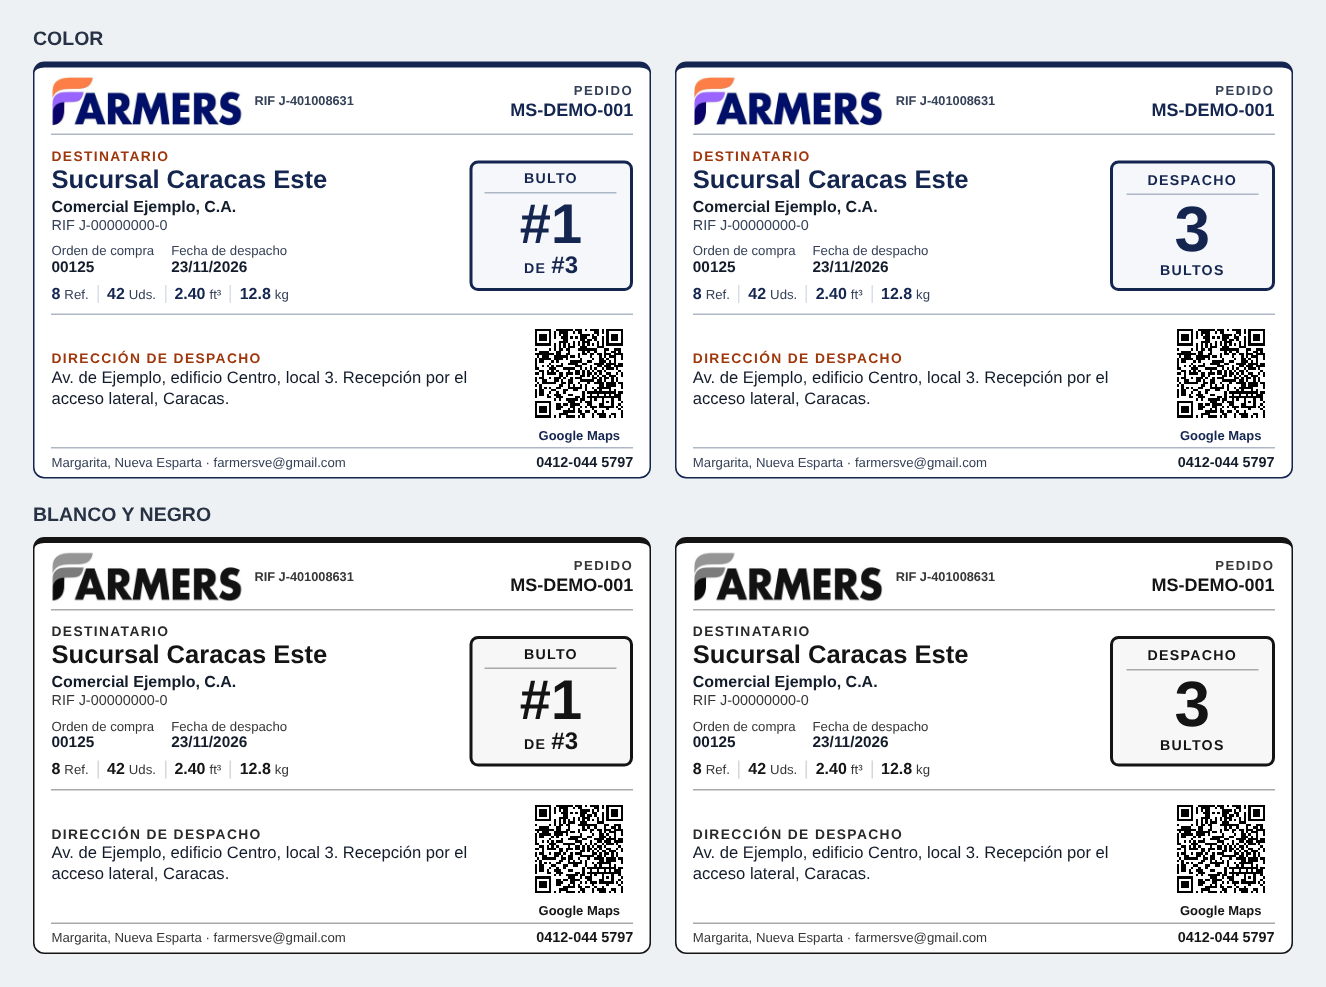 COLOR
FARMERS RIF J-401008631
PEDIDO
MS-DEMO-001
DESTINATARIO
Sucursal Caracas Este
Comercial Ejemplo, C.A.
RIF J-00000000-0
Orden de compra Fecha de despacho
00125 23/11/2026
8 Ref. 42 Uds. 2.40 ft³ 12.8 kg
BULTO
#1
DE #3
DIRECCIÓN DE DESPACHO
Av. de Ejemplo, edificio Centro, local 3. Recepción por el
acceso lateral, Caracas.
Google Maps
Margarita, Nueva Esparta · farmersve@gmail.com 0412-044 5797
FARMERS RIF J-401008631
PEDIDO
MS-DEMO-001
DESTINATARIO
Sucursal Caracas Este
Comercial Ejemplo, C.A.
RIF J-00000000-0
Orden de compra Fecha de despacho
00125 23/11/2026
8 Ref. 42 Uds. 2.40 ft³ 12.8 kg
DESPACHO
3
BULTOS
DIRECCIÓN DE DESPACHO
Av. de Ejemplo, edificio Centro, local 3. Recepción por el
acceso lateral, Caracas.
Google Maps
Margarita, Nueva Esparta · farmersve@gmail.com 0412-044 5797
BLANCO Y NEGRO
FARMERS RIF J-401008631
PEDIDO
MS-DEMO-001
DESTINATARIO
Sucursal Caracas Este
Comercial Ejemplo, C.A.
RIF J-00000000-0
Orden de compra Fecha de despacho
00125 23/11/2026
8 Ref. 42 Uds. 2.40 ft³ 12.8 kg
BULTO
#1
DE #3
DIRECCIÓN DE DESPACHO
Av. de Ejemplo, edificio Centro, local 3. Recepción por el
acceso lateral, Caracas.
Google Maps
Margarita, Nueva Esparta · farmersve@gmail.com 0412-044 5797
FARMERS RIF J-401008631
PEDIDO
MS-DEMO-001
DESTINATARIO
Sucursal Caracas Este
Comercial Ejemplo, C.A.
RIF J-00000000-0
Orden de compra Fecha de despacho
00125 23/11/2026
8 Ref. 42 Uds. 2.40 ft³ 12.8 kg
DESPACHO
3
BULTOS
DIRECCIÓN DE DESPACHO
Av. de Ejemplo, edificio Centro, local 3. Recepción por el
acceso lateral, Caracas.
Google Maps
Margarita, Nueva Esparta · farmersve@gmail.com 0412-044 5797